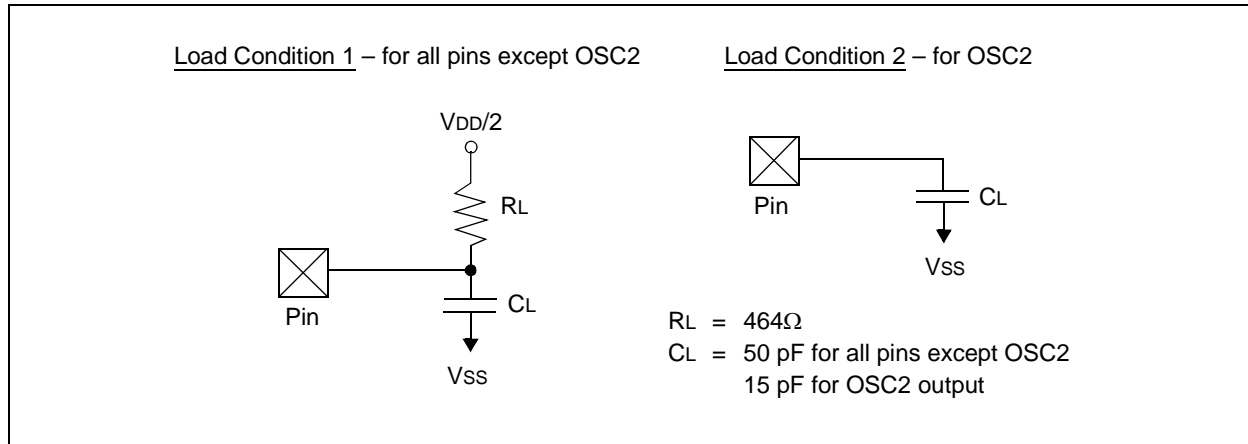 Load Condition 1 – for all pins except OSC2
Load Condition 2 – for OSC2
VDD/2
RL
Pin
CL
VSS
Pin
CL
VSS
RL = 464Ω
CL = 50 pF for all pins except OSC2
15 pF for OSC2 output